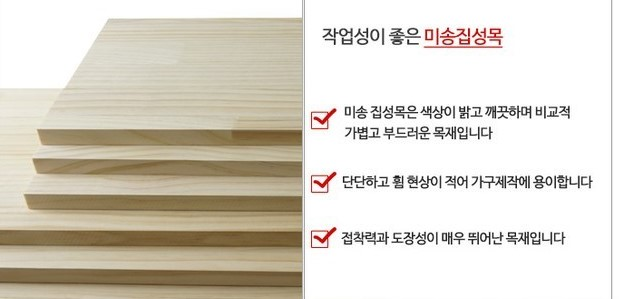 작업성이 좋은 미송집성목
미송 집성목은 색상이 밝고 깨끗하며 비교적
가볍고 부드러운 목재입니다
단단하고 휨 현상이 적어 가구제작에 용이합니다
접착력과 도장성이 매우 뛰어난 목재입니다